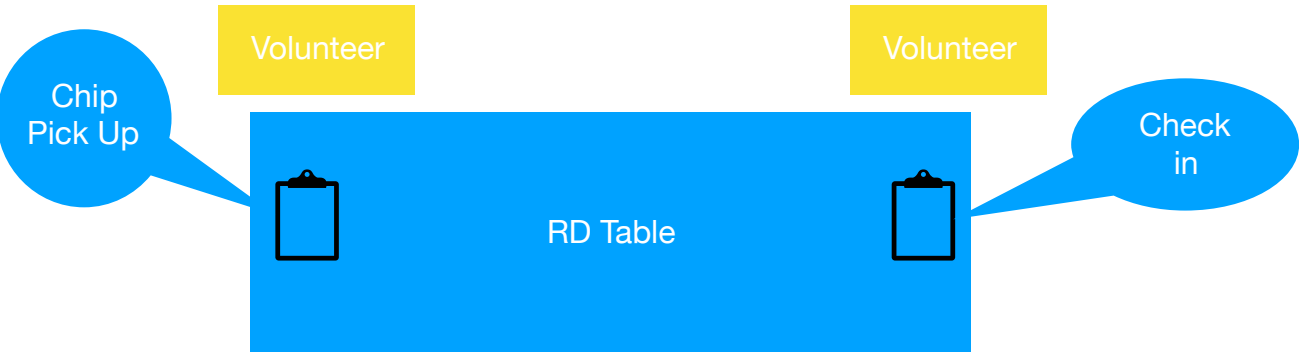 Volunteer
Volunteer
Chip
Pick Up
Check
in
RD Table